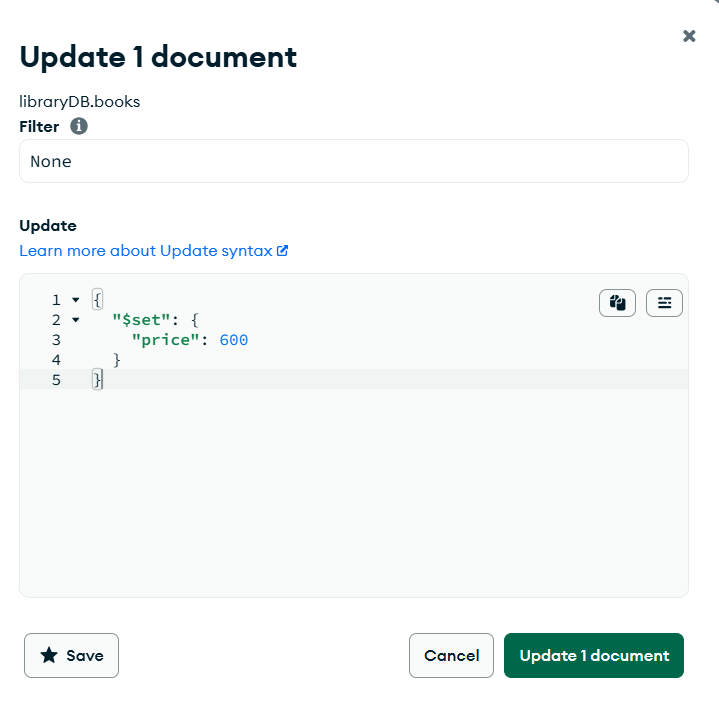 Update 1 document
libraryDB.books
Filter
None
Update
Learn more about Update syntax
1 {
2 "$set": {
3 "price": 600
4 }
5 }
Save Cancel Update 1 document